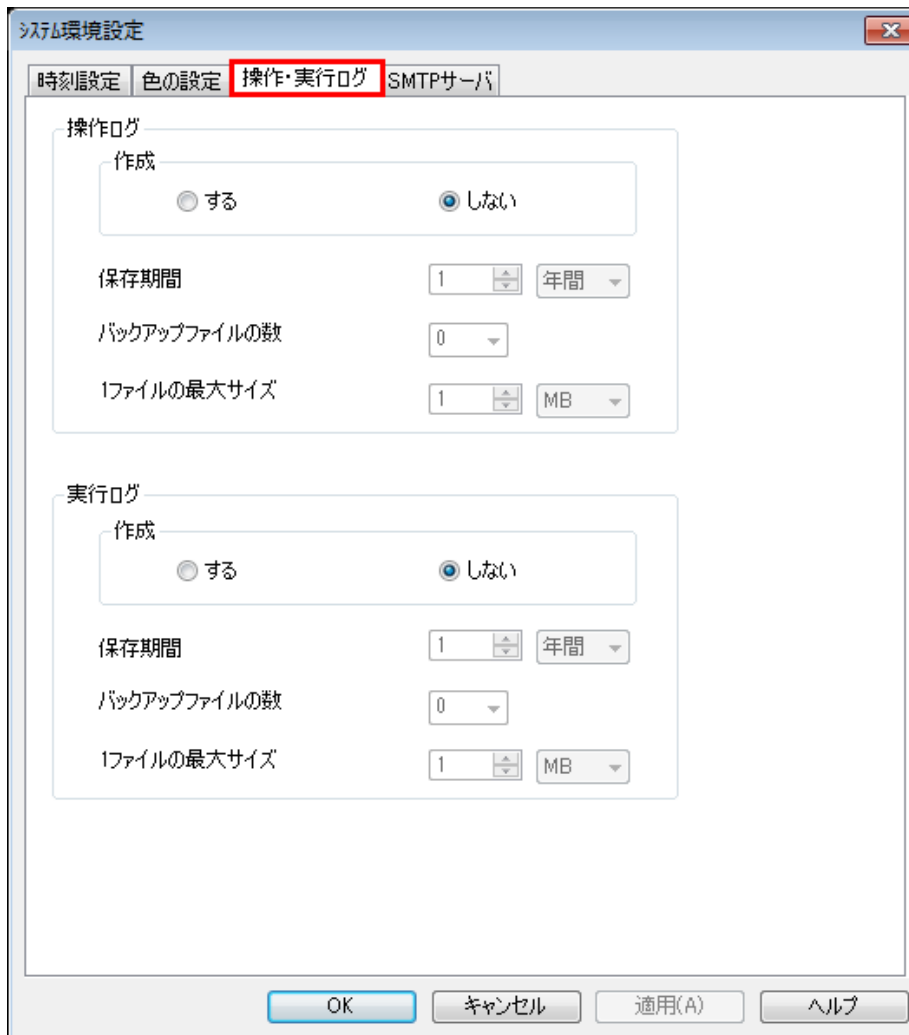 システム環境設定
時刻設定 色の設定 操作・実行ログ SMTPサーバ
操作ログ
作成
する しない
保存期間 1 年間
バックアップファイルの数 0
1ファイルの最大サイズ 1 MB
実行ログ
作成
する しない
保存期間 1 年間
バックアップファイルの数 0
1ファイルの最大サイズ 1 MB
OK キャンセル 適用(A) ヘルプ